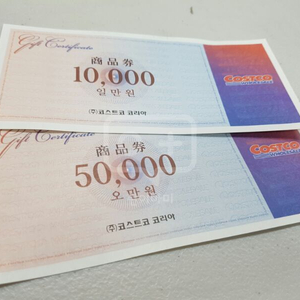 Gift Certificate
商品券
10,000
일만원
(주)코스트코 코리아
COSTCO
WHOLESALE
Gift Certificate
商品券
50,000
오만원
(주)코스트코 코리아
COSTCO
WHOLESALE